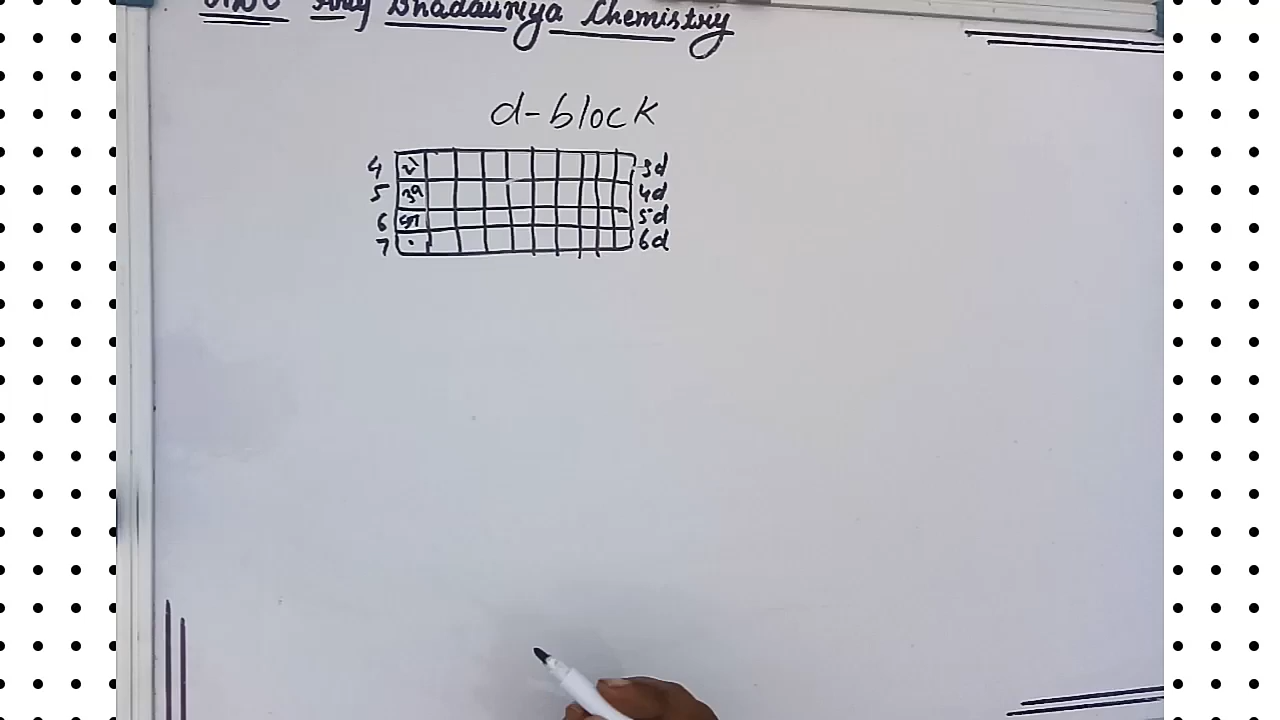 Bhadauriya Chemistry
d-block
4 21 3d
5 39 4d
6 57 5d
7 6d